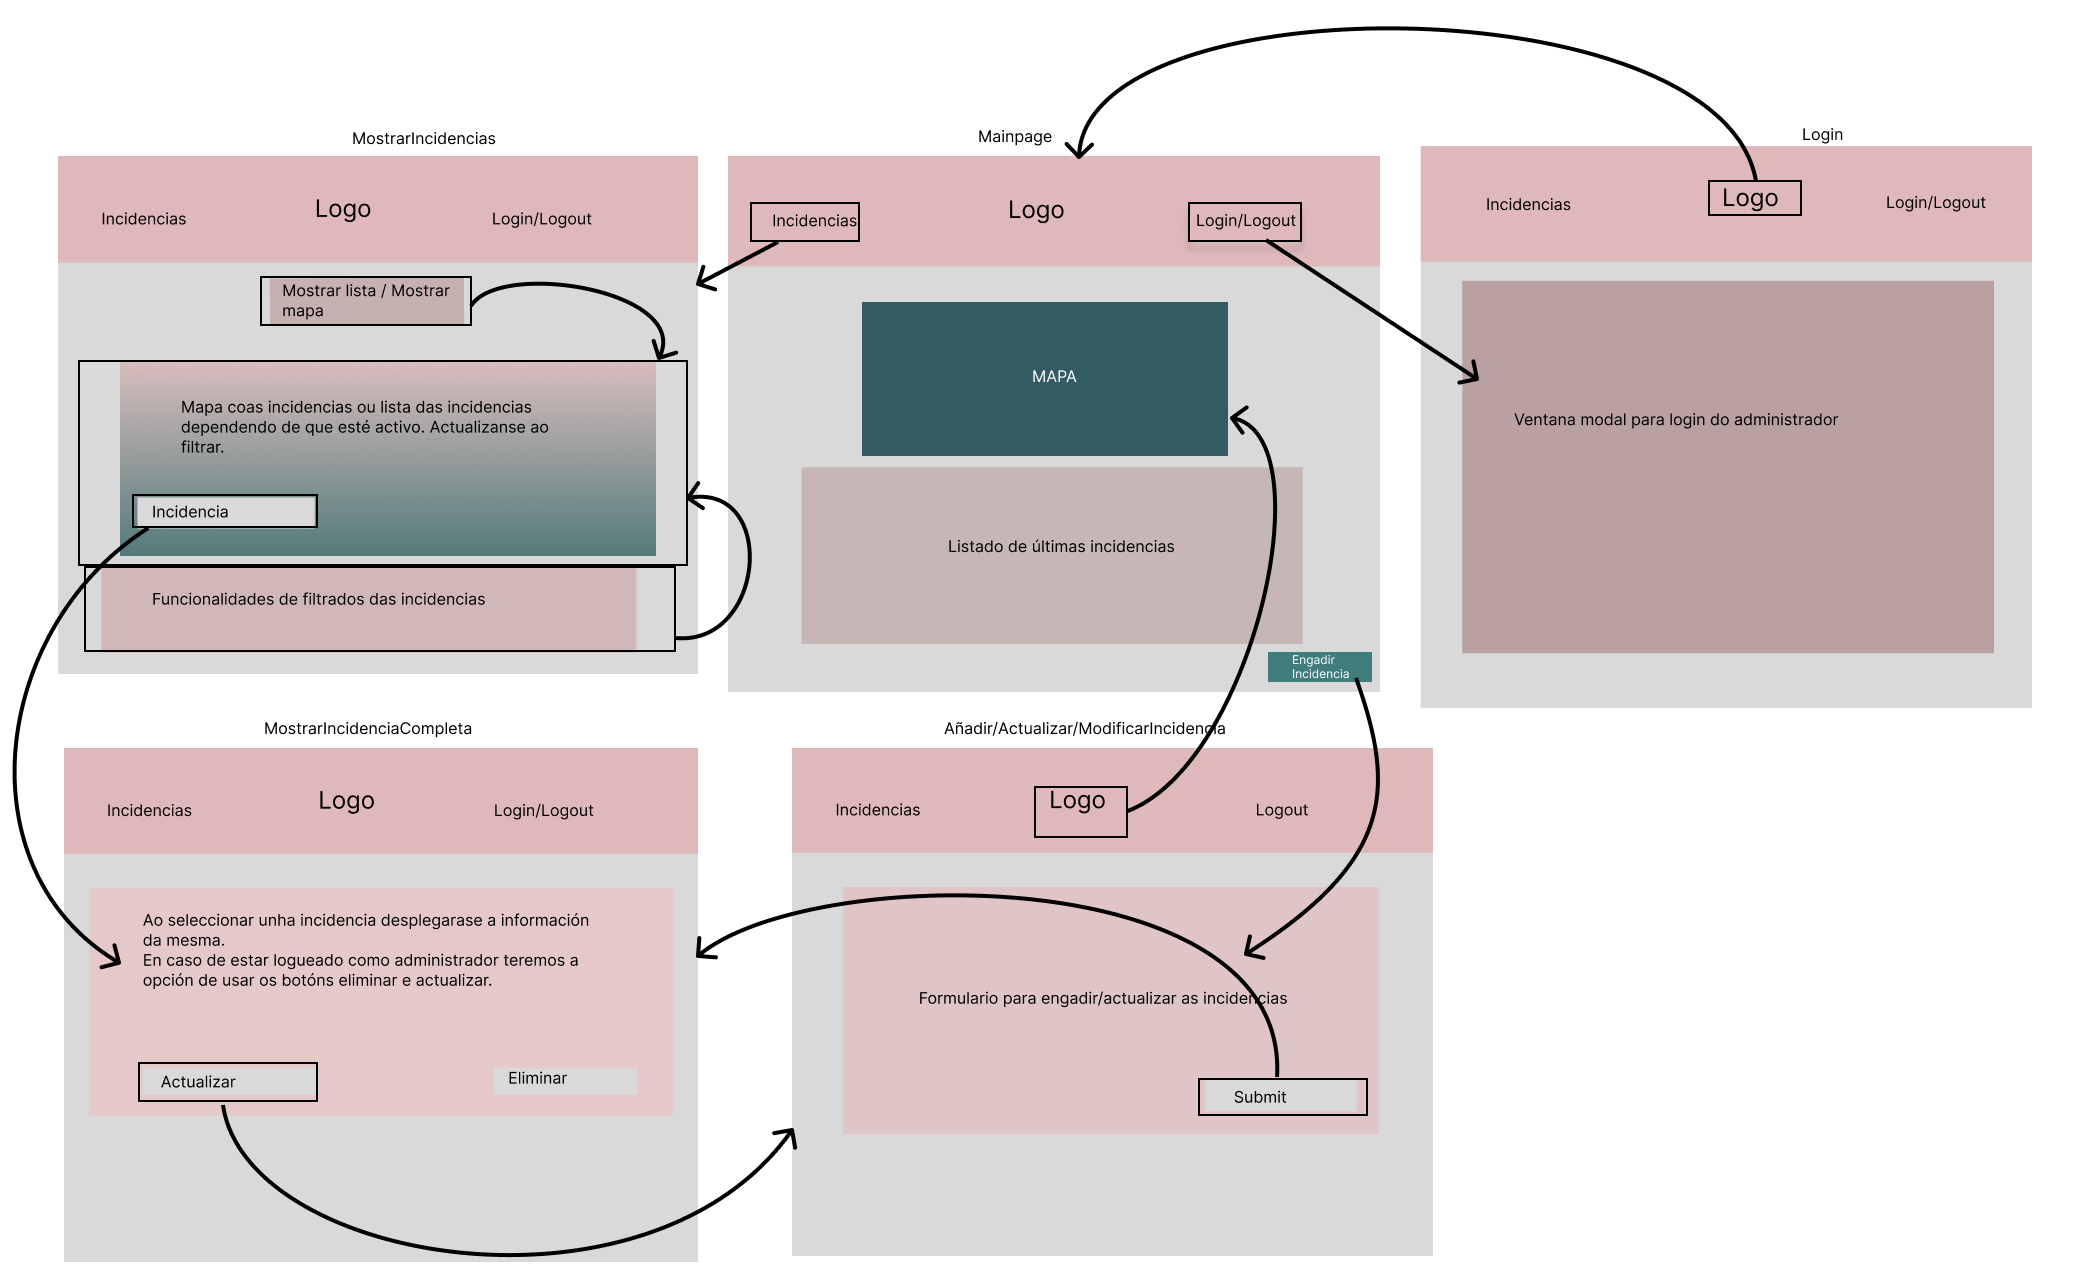 MostrarIncidencias
Incidencias
Logo
Login/Logout
Mostrar lista / Mostrar
mapa
Mapa coas incidencias ou lista das incidencias
dependendo de que esté activo. Actualizanse ao
filtrar.
Incidencia
Funcionalidades de filtrados das incidencias
Mainpage
Incidencias
Logo
Login/Logout
MAPA
Listado de últimas incidencias
Engadir
Incidencia
Login
Incidencias
Logo
Login/Logout
Ventana modal para login do administrador
MostrarIncidenciaCompleta
Incidencias
Logo
Login/Logout
Ao seleccionar unha incidencia desplegarase a información
da mesma.
En caso de estar logueado como administrador teremos a
opción de usar os botóns eliminar e actualizar.
Actualizar
Eliminar
Añadir/Actualizar/ModificarIncidencia
Incidencias
Logo
Logout
Formulario para engadir/actualizar as incidencias
Submit